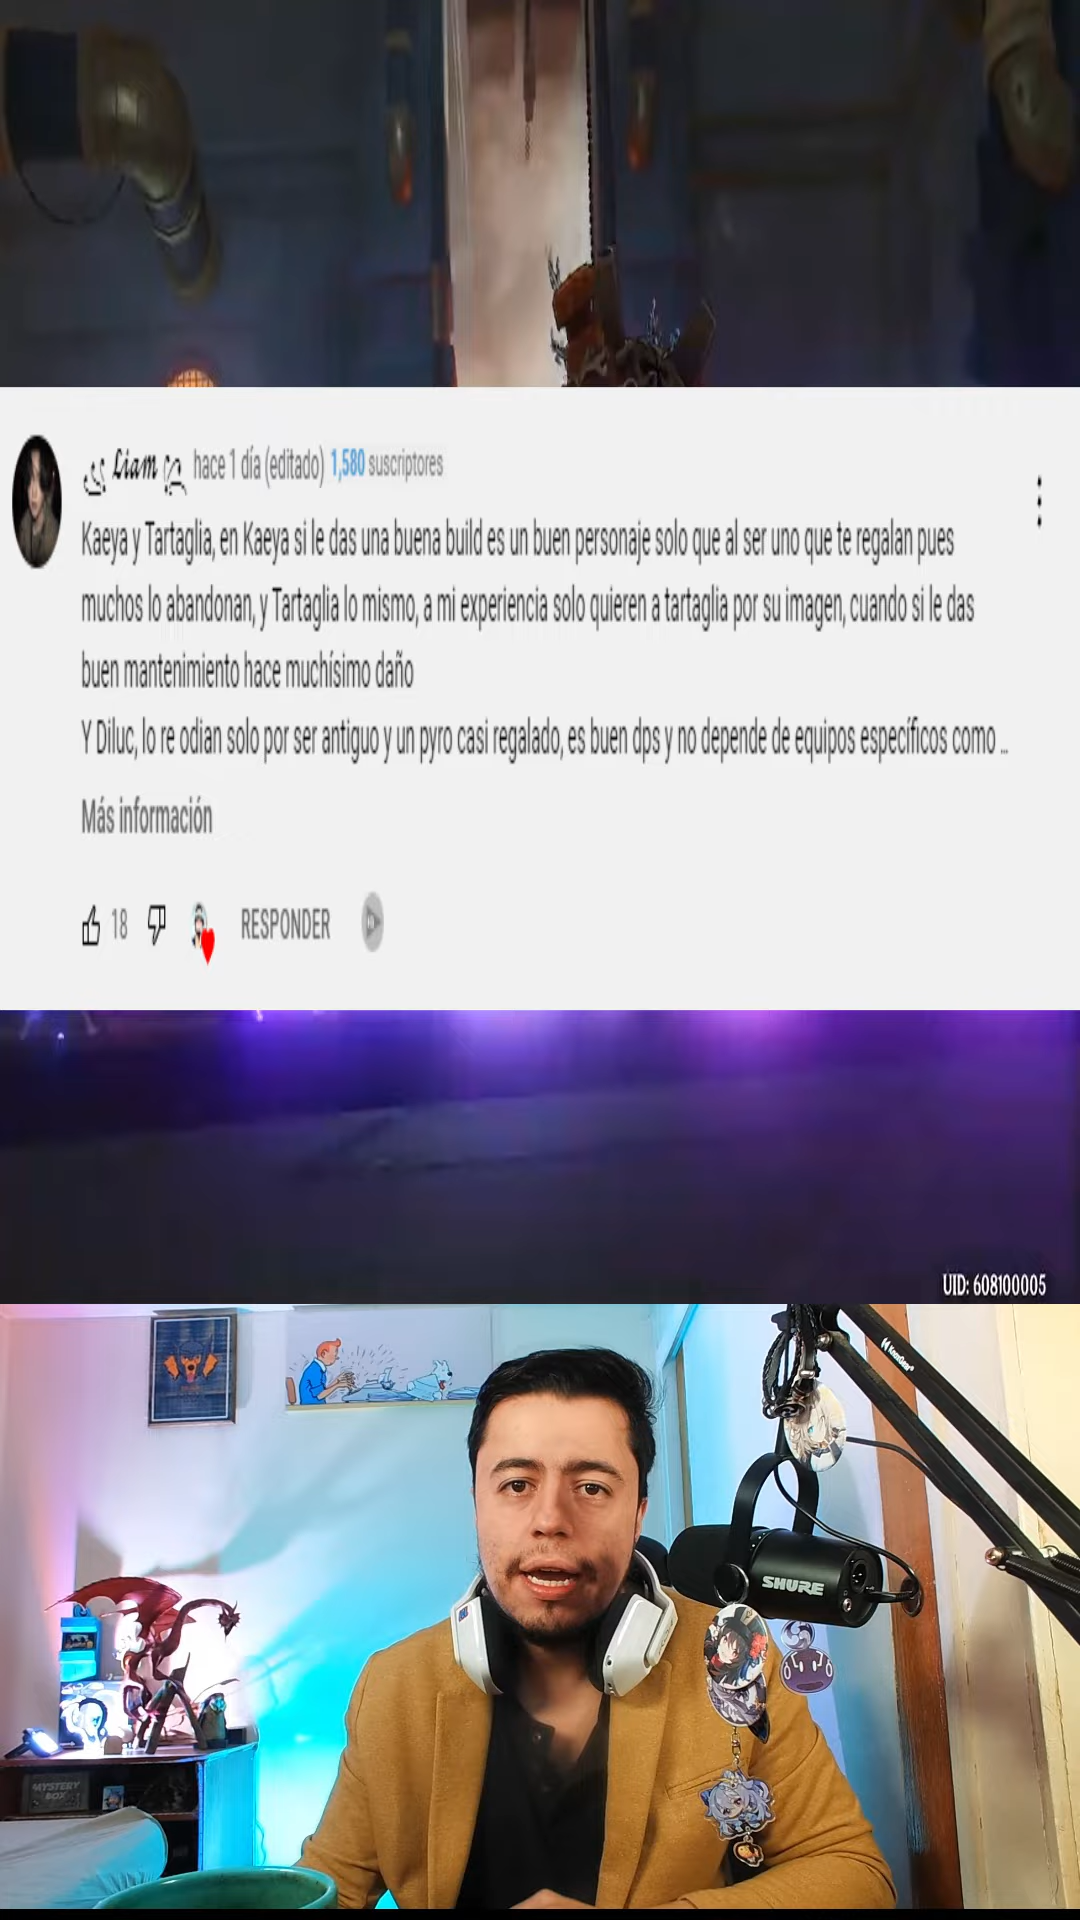 Liam hace 1 día (editado) 1,580 suscriptores
Kaeya y Tartaglia, en Kaeya si le das una buena build es un buen personaje solo que al ser uno que te regalan pues
muchos lo abandonan, y Tartaglia lo mismo, a mi experiencia solo quieren a tartaglia por su imagen, cuando si le das
buen mantenimiento hace muchísimo daño
Y Diluc, lo re odian solo por ser antiguo y un pyro casi regalado, es buen dps y no depende de equipos específicos como ...
Más información
18 RESPONDER
UID: 608100005
SHURE
MYSTERY
BOX